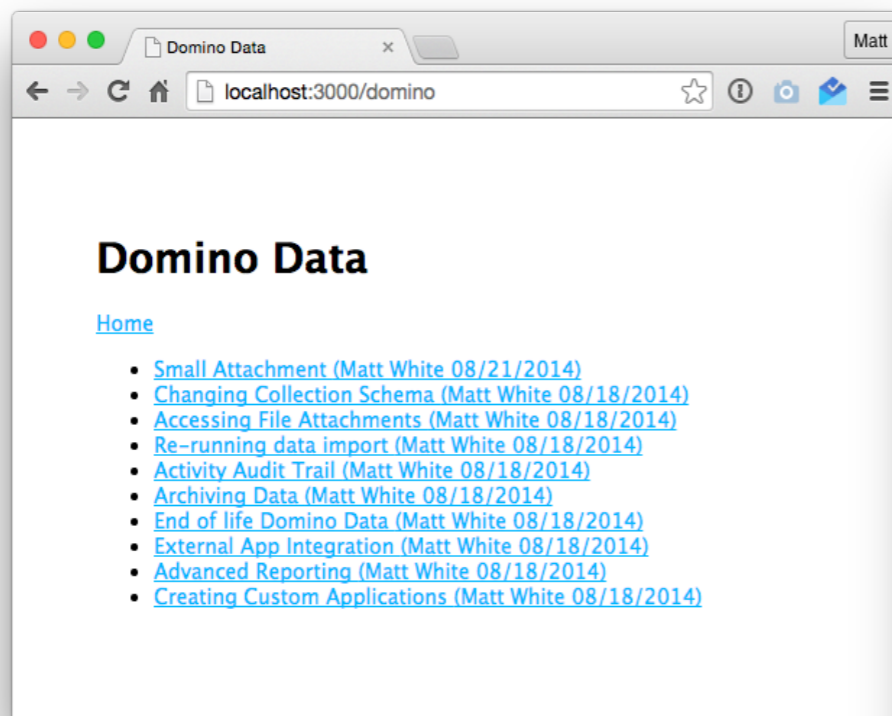 Domino Data
Matt
localhost:3000/domino
Domino Data
Home
Small Attachment (Matt White 08/21/2014)
Changing Collection Schema (Matt White 08/18/2014)
Accessing File Attachments (Matt White 08/18/2014)
Re-running data import (Matt White 08/18/2014)
Activity Audit Trail (Matt White 08/18/2014)
Archiving Data (Matt White 08/18/2014)
End of life Domino Data (Matt White 08/18/2014)
External App Integration (Matt White 08/18/2014)
Advanced Reporting (Matt White 08/18/2014)
Creating Custom Applications (Matt White 08/18/2014)